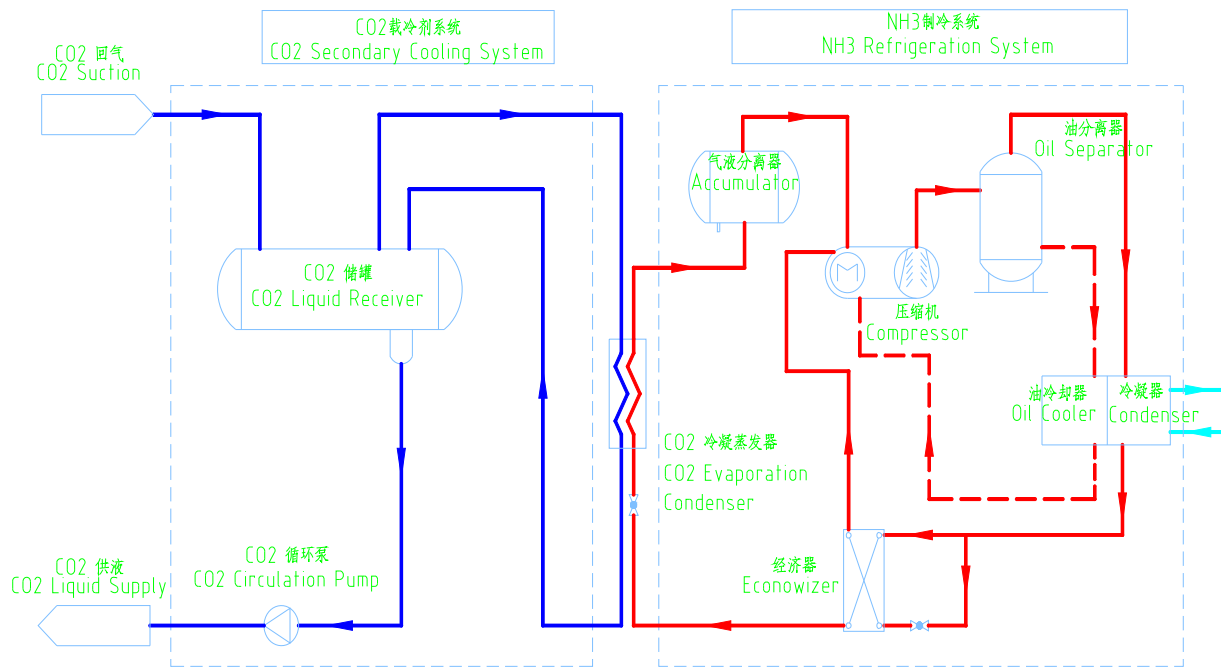 CO2载冷剂系统
CO2 Secondary Cooling System
NH3制冷系统
NH3 Refrigeration System
CO2 回气
CO2 Suction
气液分离器
Accumulator
油分离器
Oil Separator
CO2 储罐
CO2 Liquid Receiver
压缩机
Compressor
油冷却器
Oil Cooler
冷凝器
Condenser
CO2 冷凝蒸发器
CO2 Evaporation
Condenser
CO2 供液
CO2 Liquid Supply
CO2 循环泵
CO2 Circulation Pump
经济器
Econowizer